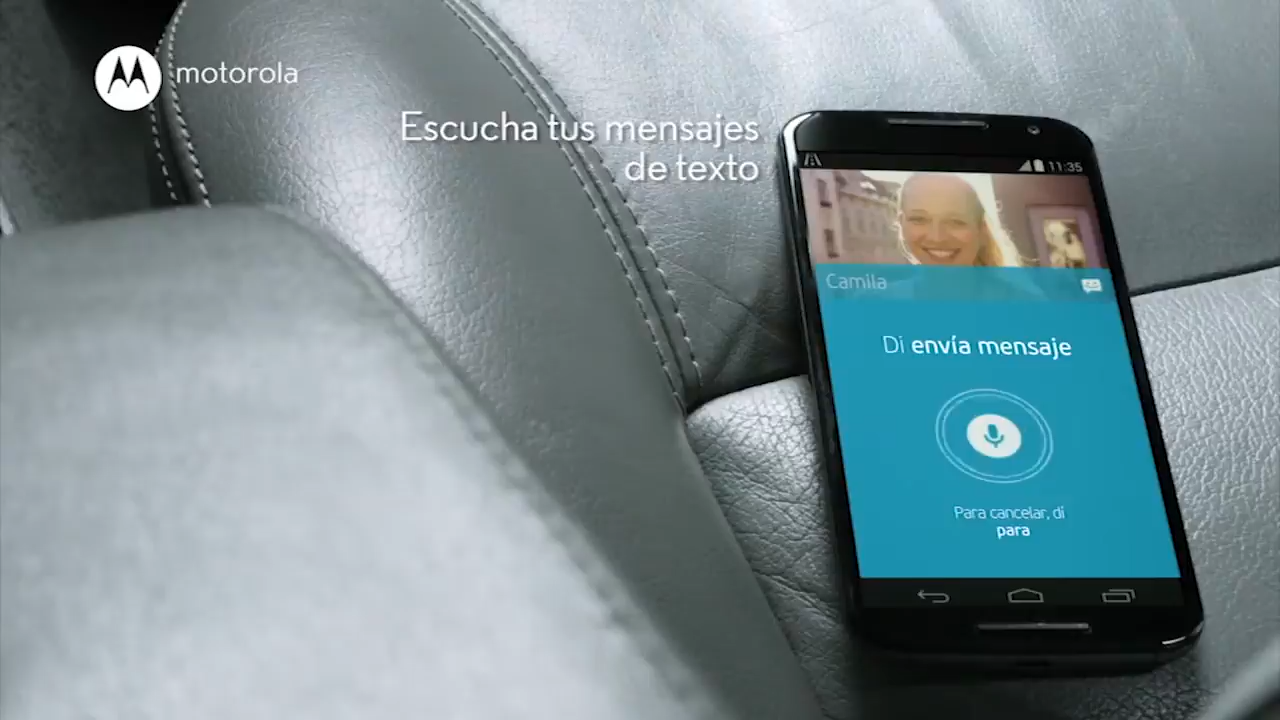 motorola
Escucha tus mensajes
de texto
11:35
Camila
Di envía mensaje
Para cancelar, di
para